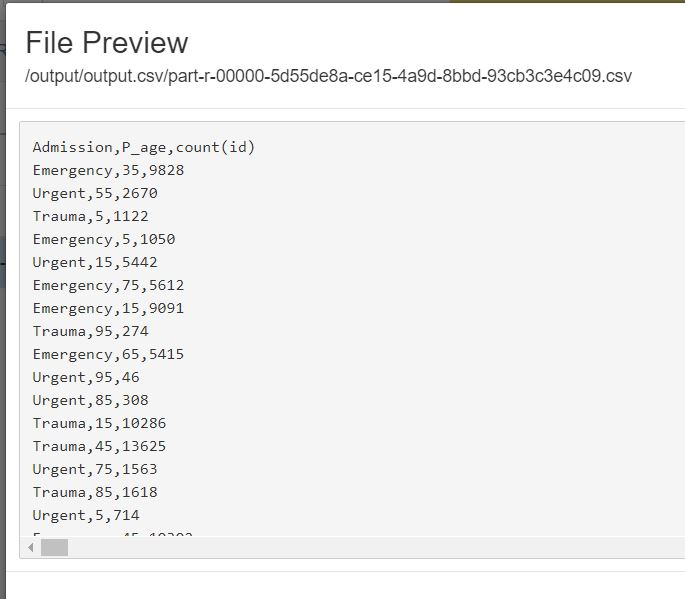 File Preview
/output/output.csv/part-r-00000-5d55de8a-ce15-4a9d-8bbd-93cb3c3e4c09.csv
Admission,P_age,count(id)
Emergency,35,9828
Urgent,55,2670
Trauma,5,1122
Emergency,5,1050
Urgent,15,5442
Emergency,75,5612
Emergency,15,9091
Trauma,95,274
Emergency,65,5415
Urgent,95,46
Urgent,85,308
Trauma,15,10286
Trauma,45,13625
Urgent,75,1563
Trauma,85,1618
Urgent,5,714